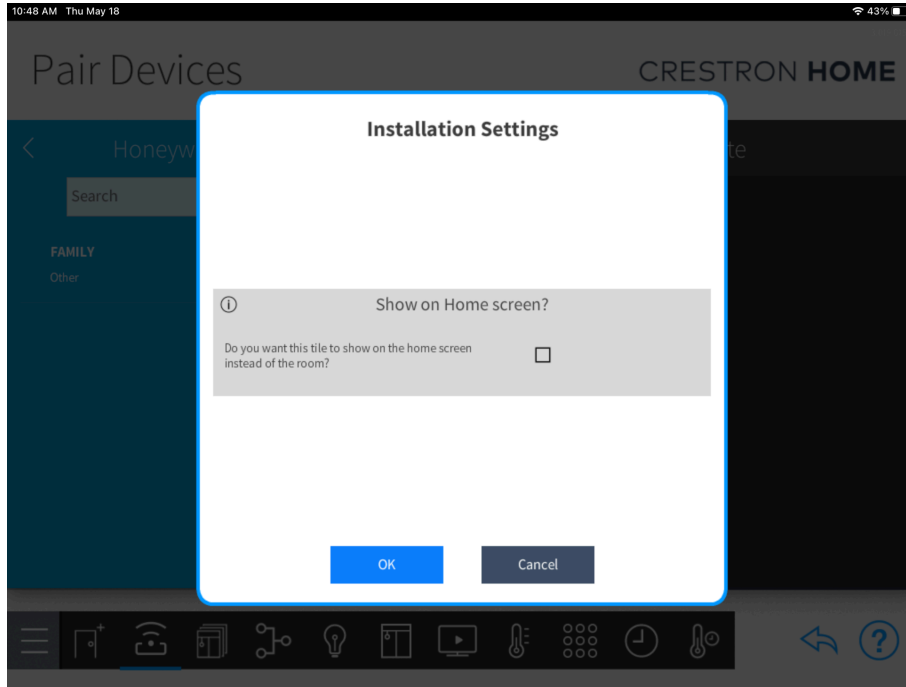 10:48 AM Thu May 18
43%
Pair Devices
CRESTRON HOME
Installation Settings
Search
FAMILY
Other
Show on Home screen?
Do you want this tile to show on the home screen
instead of the room?
OK
Cancel
?